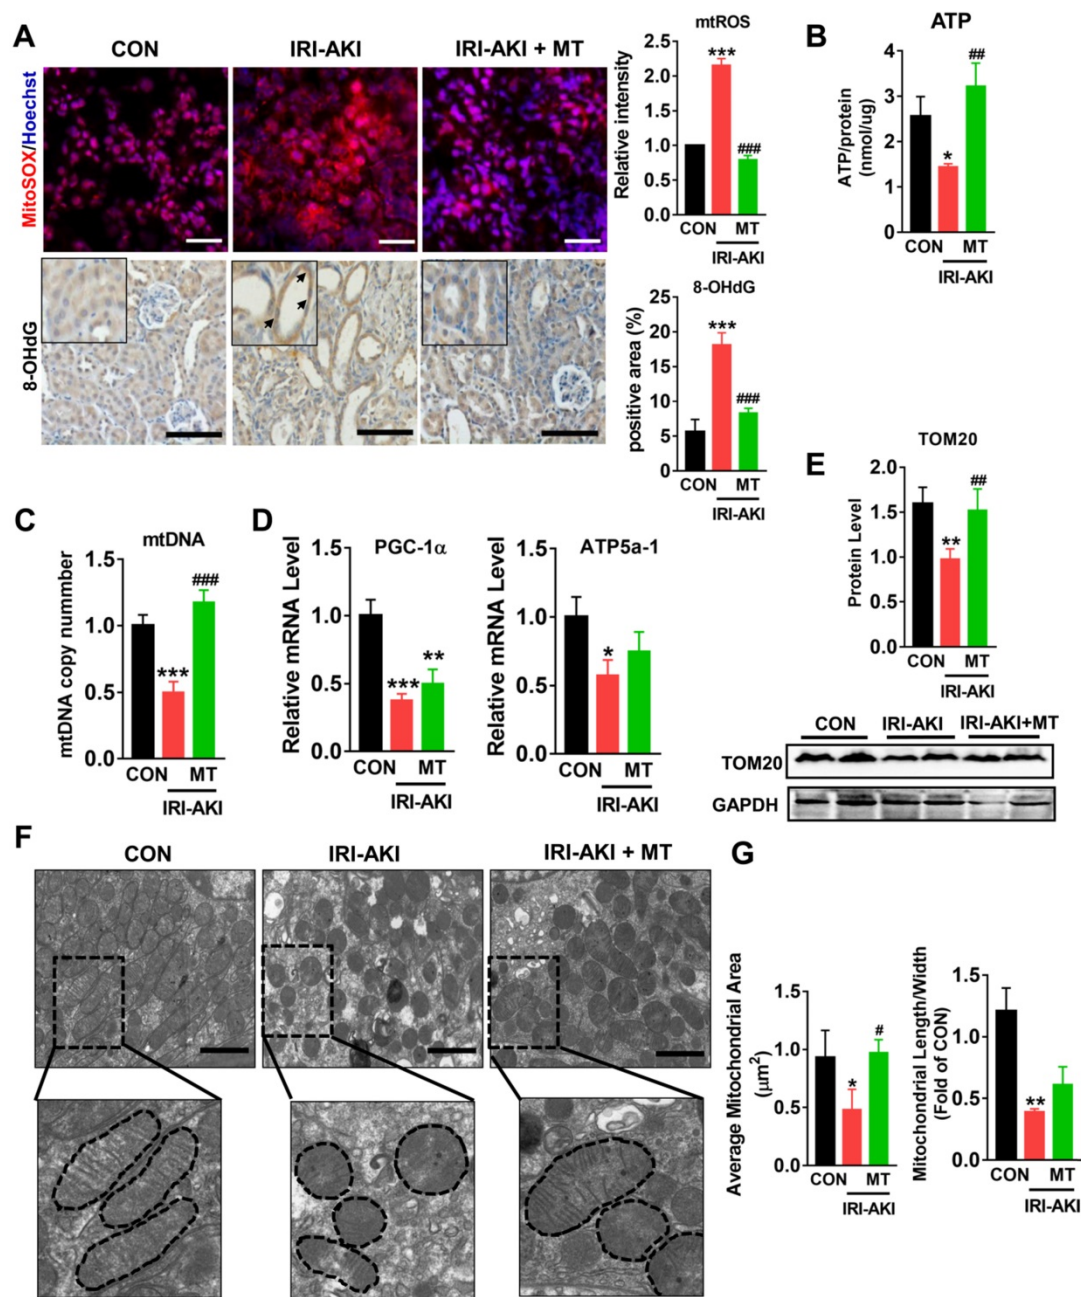 A
CON
IRI-AKI
IRI-AKI + MT
MitoSOX/Hoechst
8-OHdG
mtROS
Relative intensity
2.5
2.0
1.5
1.0
0.5
0.0
***
###
CON
MT
IRI-AKI
8-OHdG
positive area (%)
25
20
15
10
5
0
***
###
CON
MT
IRI-AKI
B
ATP
ATP/protein
(nmol/ug)
4
3
2
1
0
*
##
CON
MT
IRI-AKI
C
mtDNA
mtDNA copy nummber
1.5
1.0
0.5
0.0
***
###
CON
MT
IRI-AKI
D
PGC-1α
Relative mRNA Level
1.5
1.0
0.5
0.0
***
**
CON
MT
IRI-AKI
ATP5a-1
Relative mRNA Level
1.5
1.0
0.5
0.0
*
CON
MT
IRI-AKI
E
TOM20
Protein Level
2.0
1.5
1.0
1.5
0.0
**
##
CON
MT
IRI-AKI
CON
IRI-AKI
IRI-AKI+MT
TOM20
GAPDH
F
CON
IRI-AKI
IRI-AKI + MT
G
Average Mitochondrial Area
(μm²)
1.5
1.0
0.5
0.0
*
#
CON
MT
IRI-AKI
Mitochondrial Length/Width
(Fold of CON)
1.5
1.0
0.5
0.0
**
CON
MT
IRI-AKI